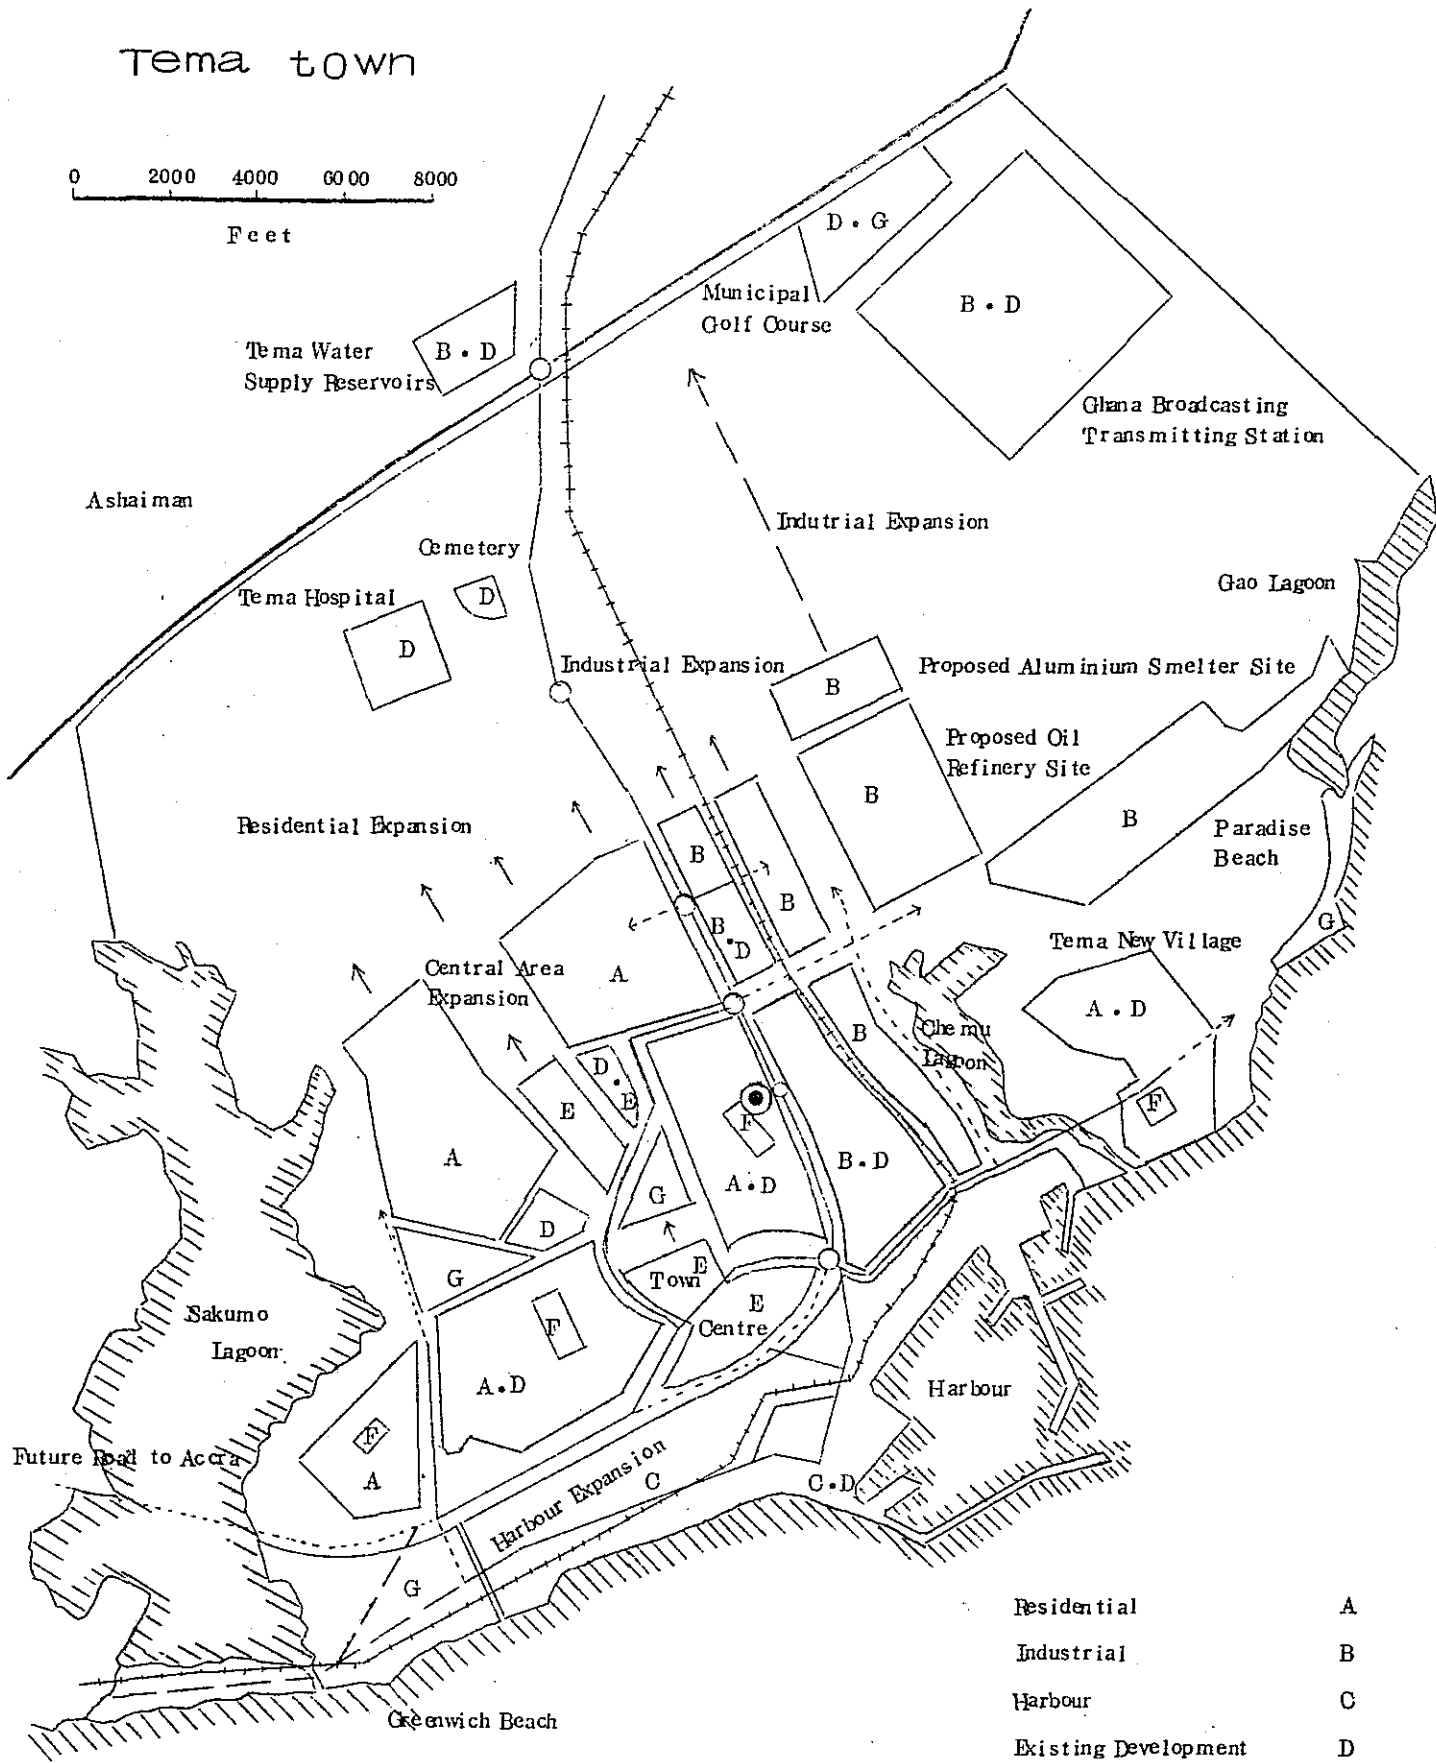 Tema town
0 2000 4000 6000 8000
Feet
D . G
Municipal
Golf Course
B . D
Tema Water
Supply Reservoirs
B . D
Ghana Broadcasting
Transmitting Station
Ashaiman
Indutrial Expansion
Cemetery
D
Gao Lagoon
Tema Hospital
D
Industrial Expansion
B
Proposed Aluminium Smelter Site
Proposed Oil
Refinery Site
B
B
Paradise
Beach
Residential Expansion
B
B
B . D
G
Tema New Village
A . D
F
Central Area
Expansion
A
B
Chemu
Lagoon
D . E
E
F
A . D
B . D
A
G
D
G
Town
E
E
Centre
Sakumo
Lagoon
F
A . D
Harbour
F
A
Future Road to Accra
Harbour Expansion
C
C . D
G
Greenwich Beach
Residential A
Industrial B
Harbour C
Existing Development D